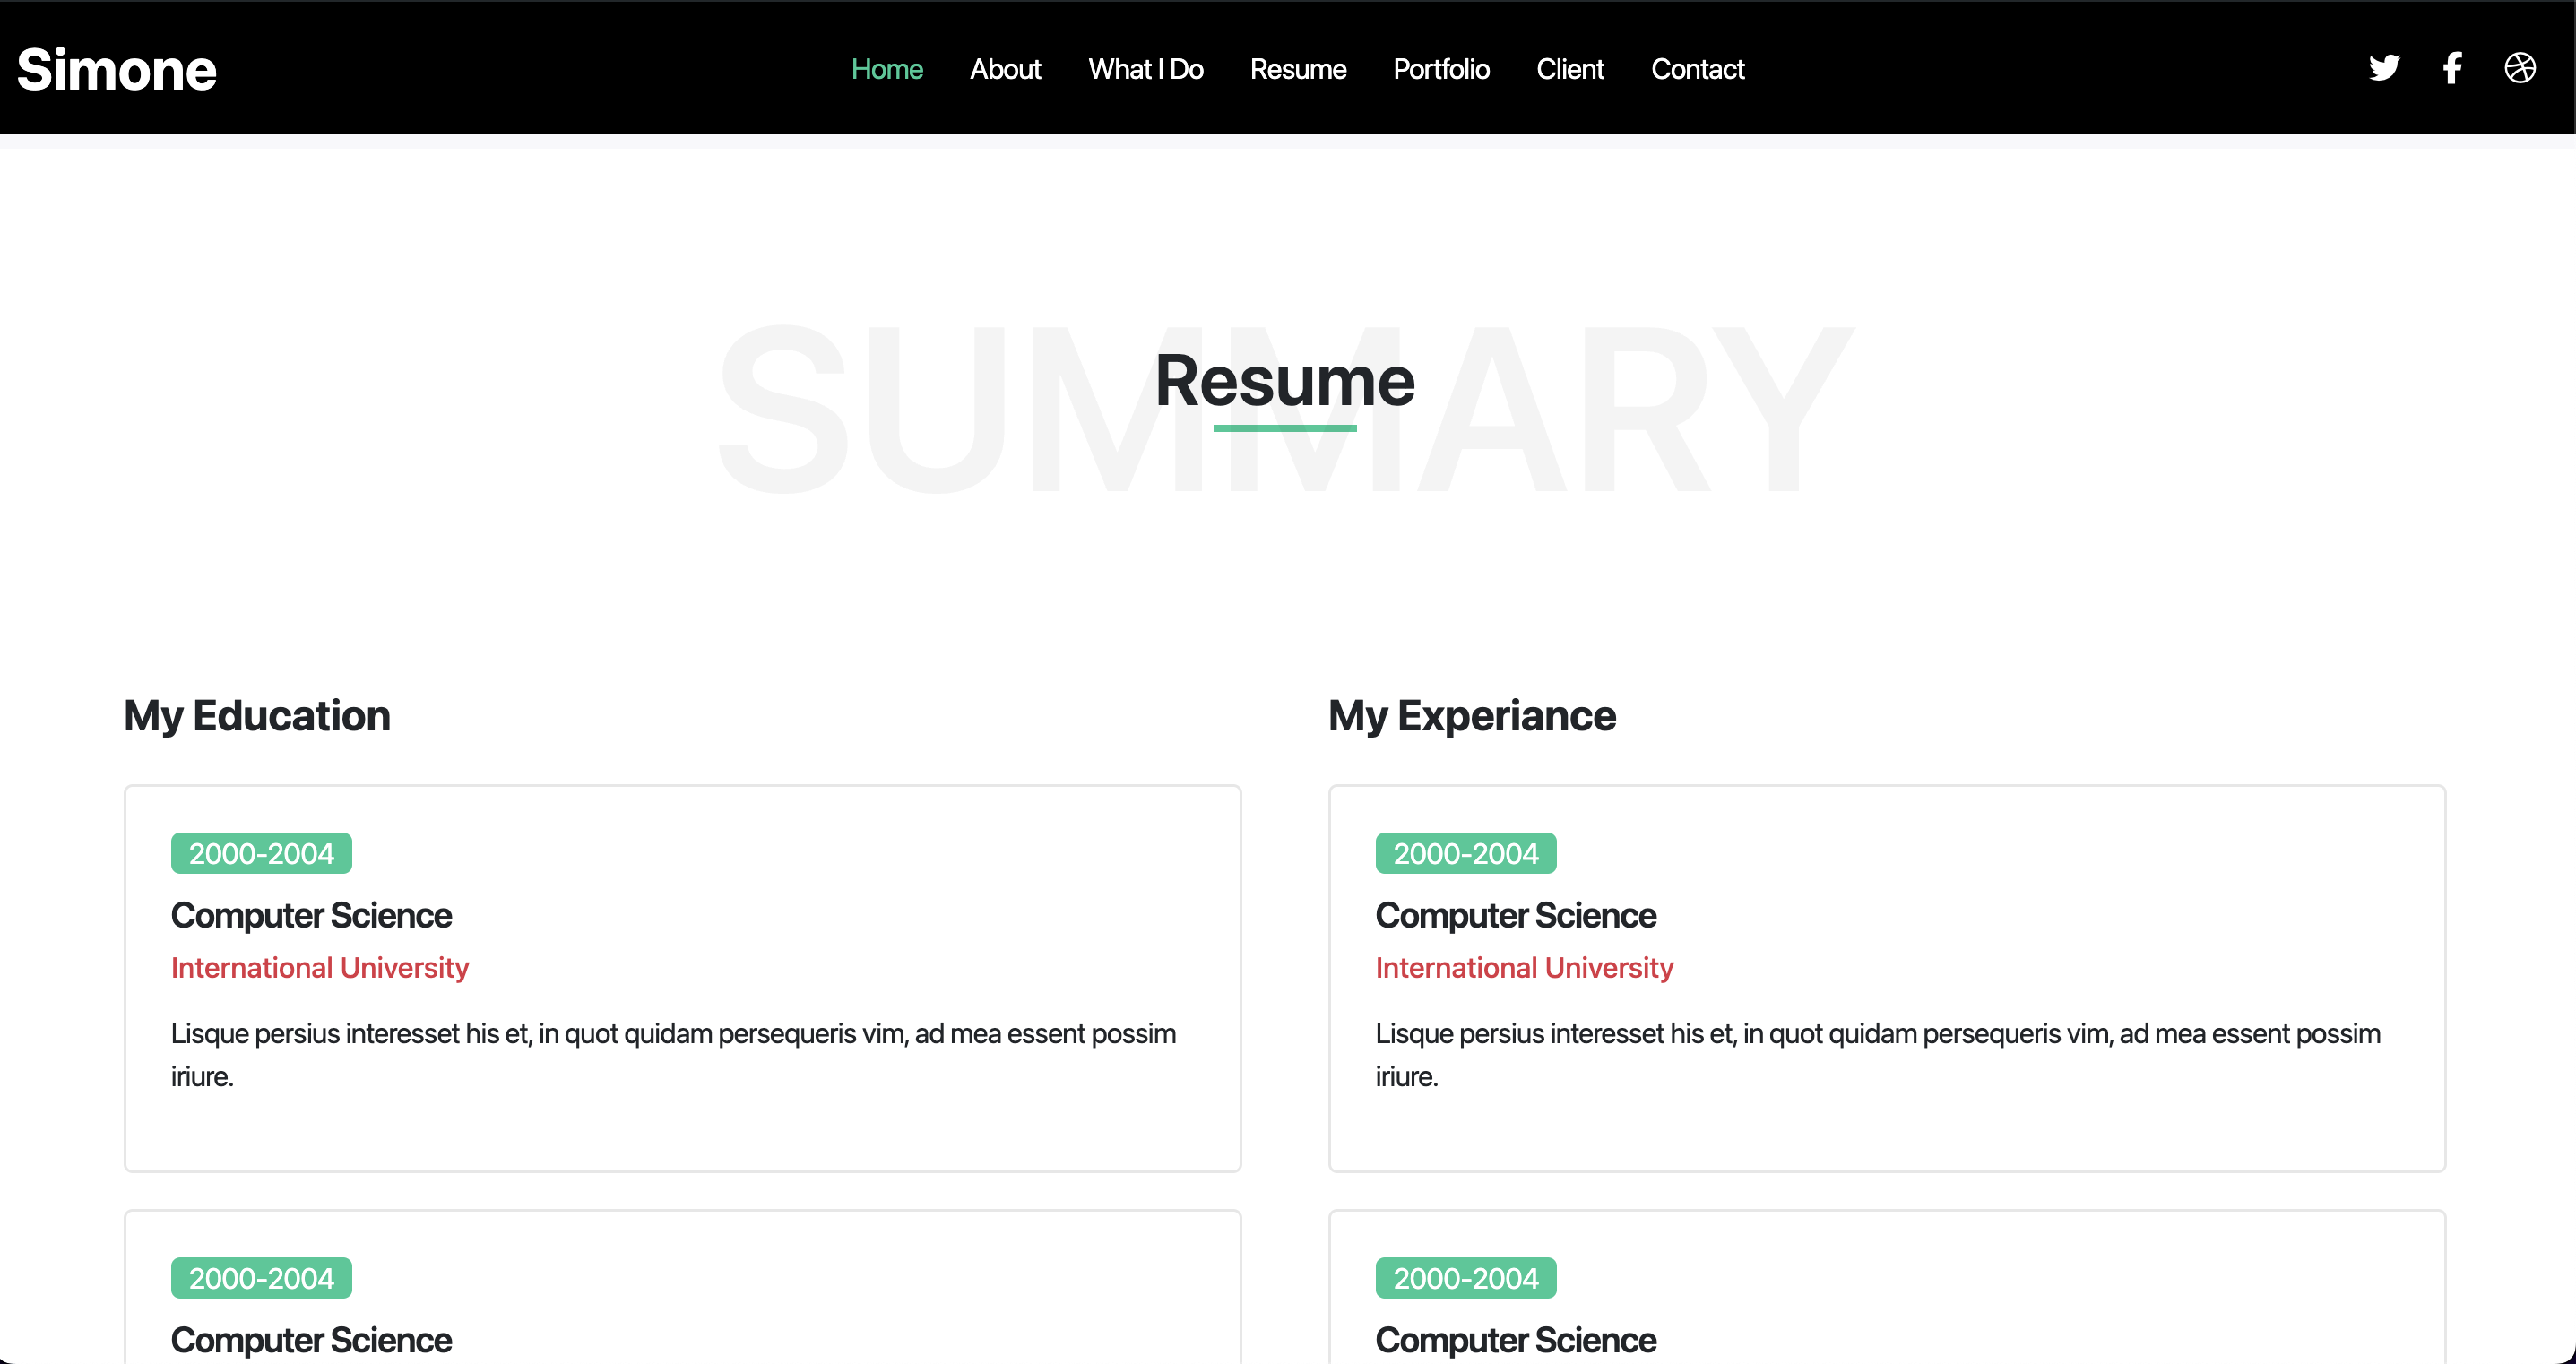 Simone
Home About What I Do Resume Portfolio Client Contact
SUMMARY
Resume
My Education
2000-2004
Computer Science
International University
Lisque persius interesset his et, in quot quidam persequeris vim, ad mea essent possim
iriure.
2000-2004
Computer Science
My Experiance
2000-2004
Computer Science
International University
Lisque persius interesset his et, in quot quidam persequeris vim, ad mea essent possim
iriure.
2000-2004
Computer Science